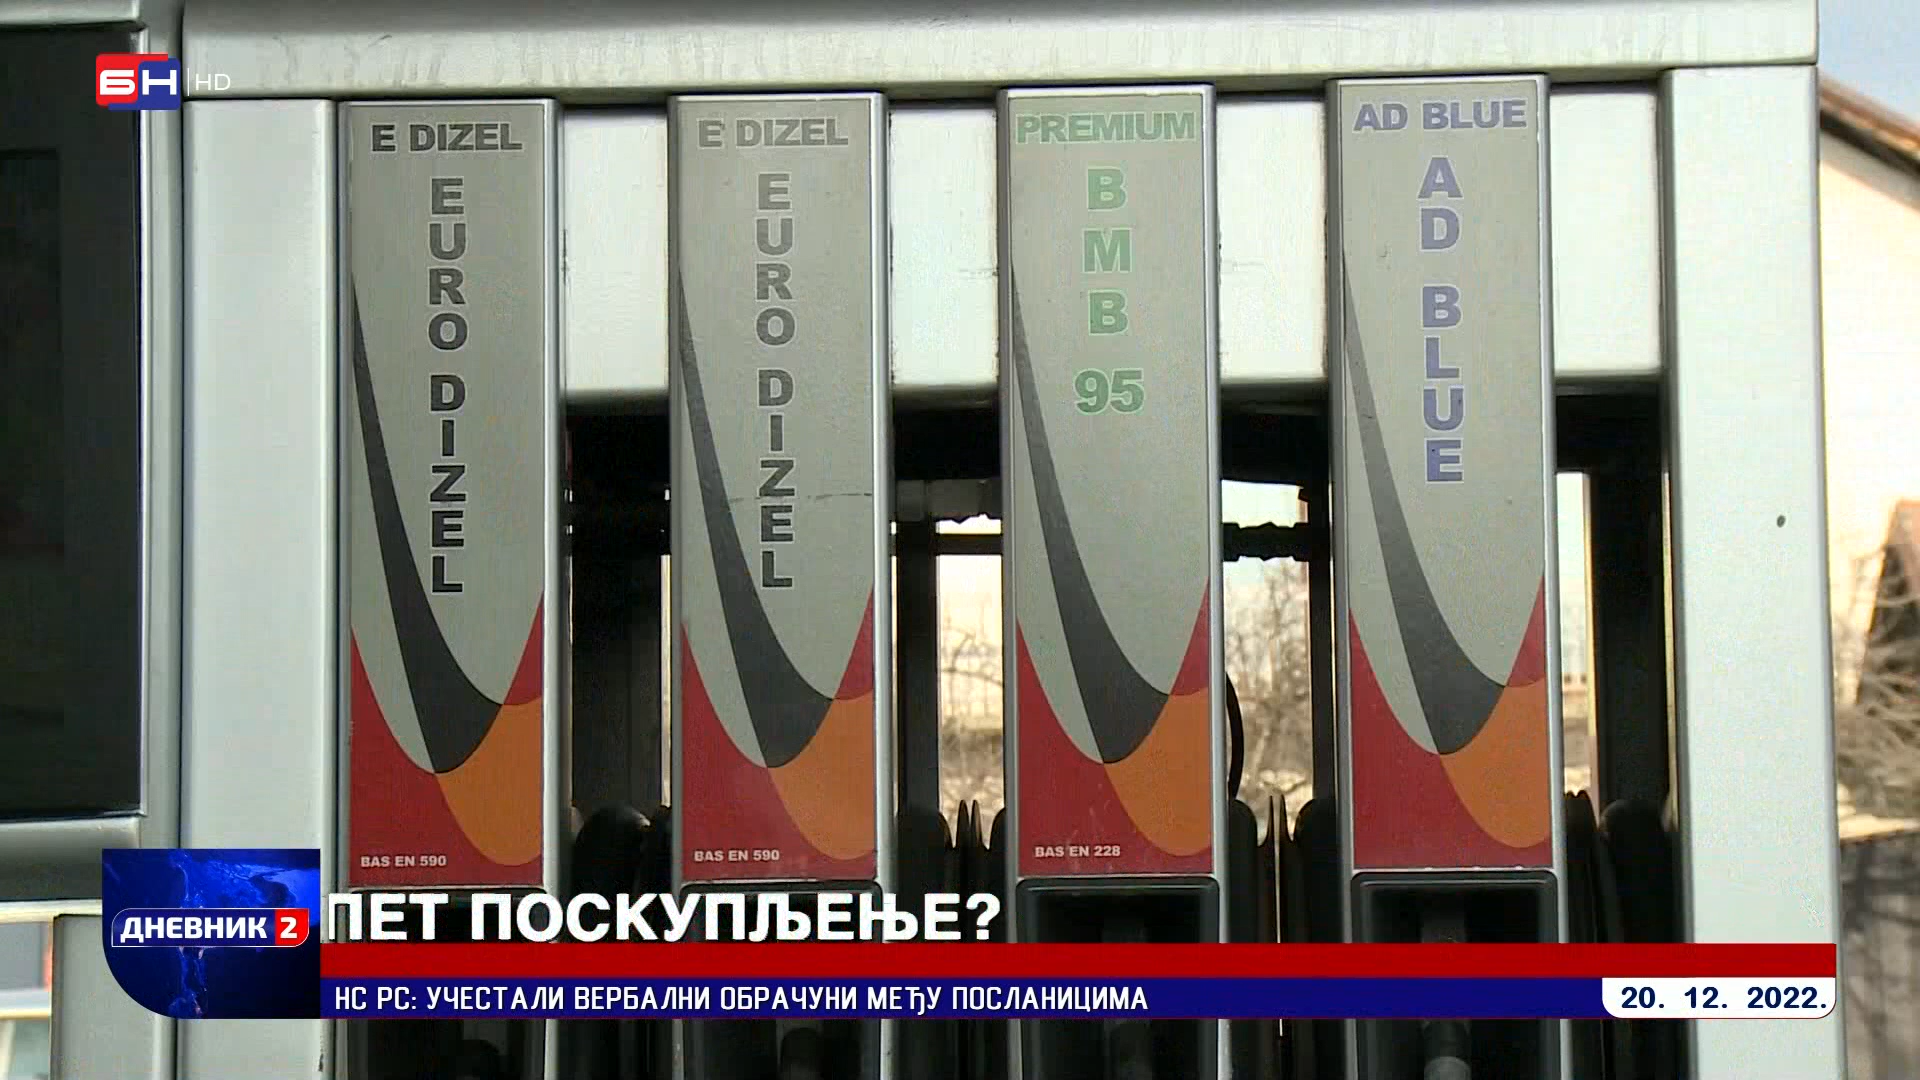 БН HD
E DIZEL
EURO DIZEL
BAS EN 590
E DIZEL
EURO DIZEL
BAS EN 590
PREMIUM
BMB 95
BAS EN 228
AD BLUE
AD BLUE
ДНЕВНИК 2
ПЕТ ПОСКУПЉЕЊЕ?
НС РС: УЧЕСТАЛИ ВЕРБАЛНИ ОБРАЧУНИ МЕЂУ ПОСЛАНИЦИМА
20. 12. 2022.